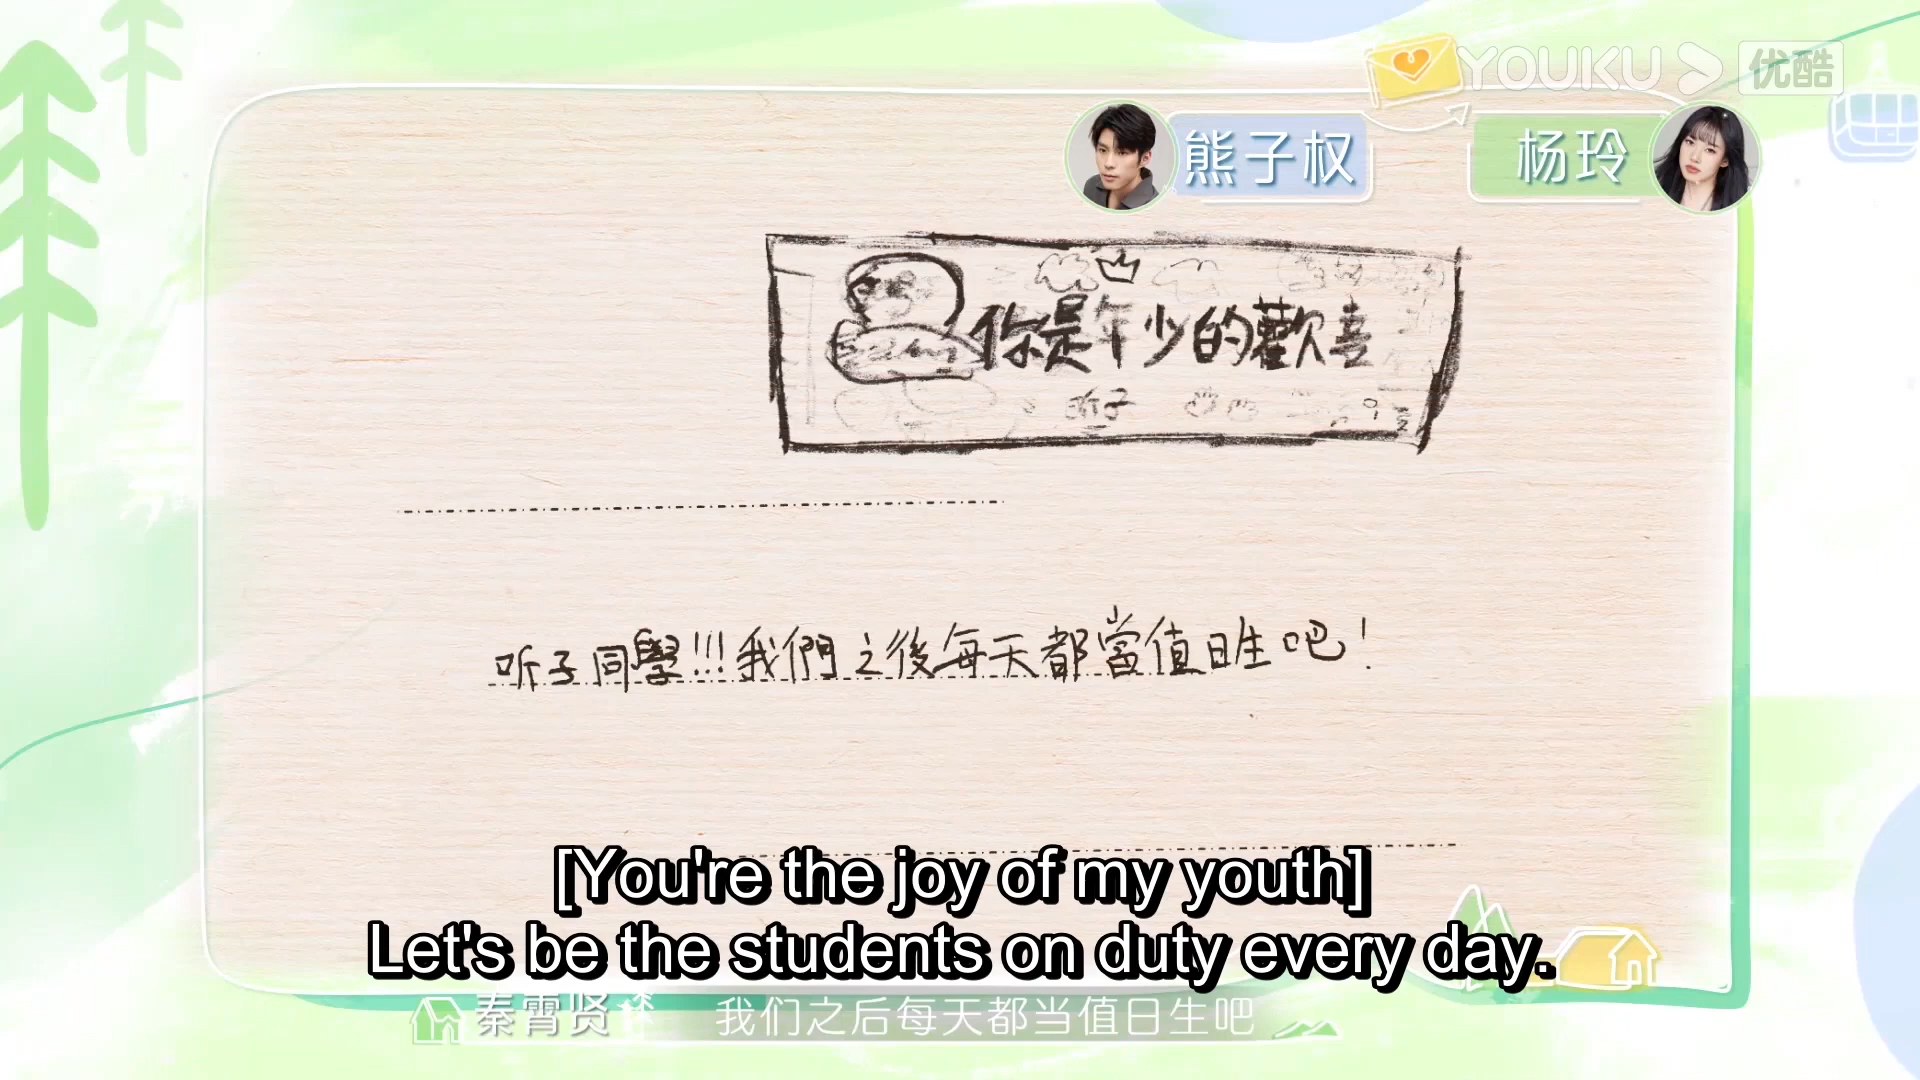 YOUKU 优酷
熊子权 杨玲
你是年少的歡喜
听子
听子同學!!!我們之後每天都當值日生吧!
[You're the joy of my youth]
Let's be the students on duty every day.
秦霄贤 我们之后每天都当值日生吧